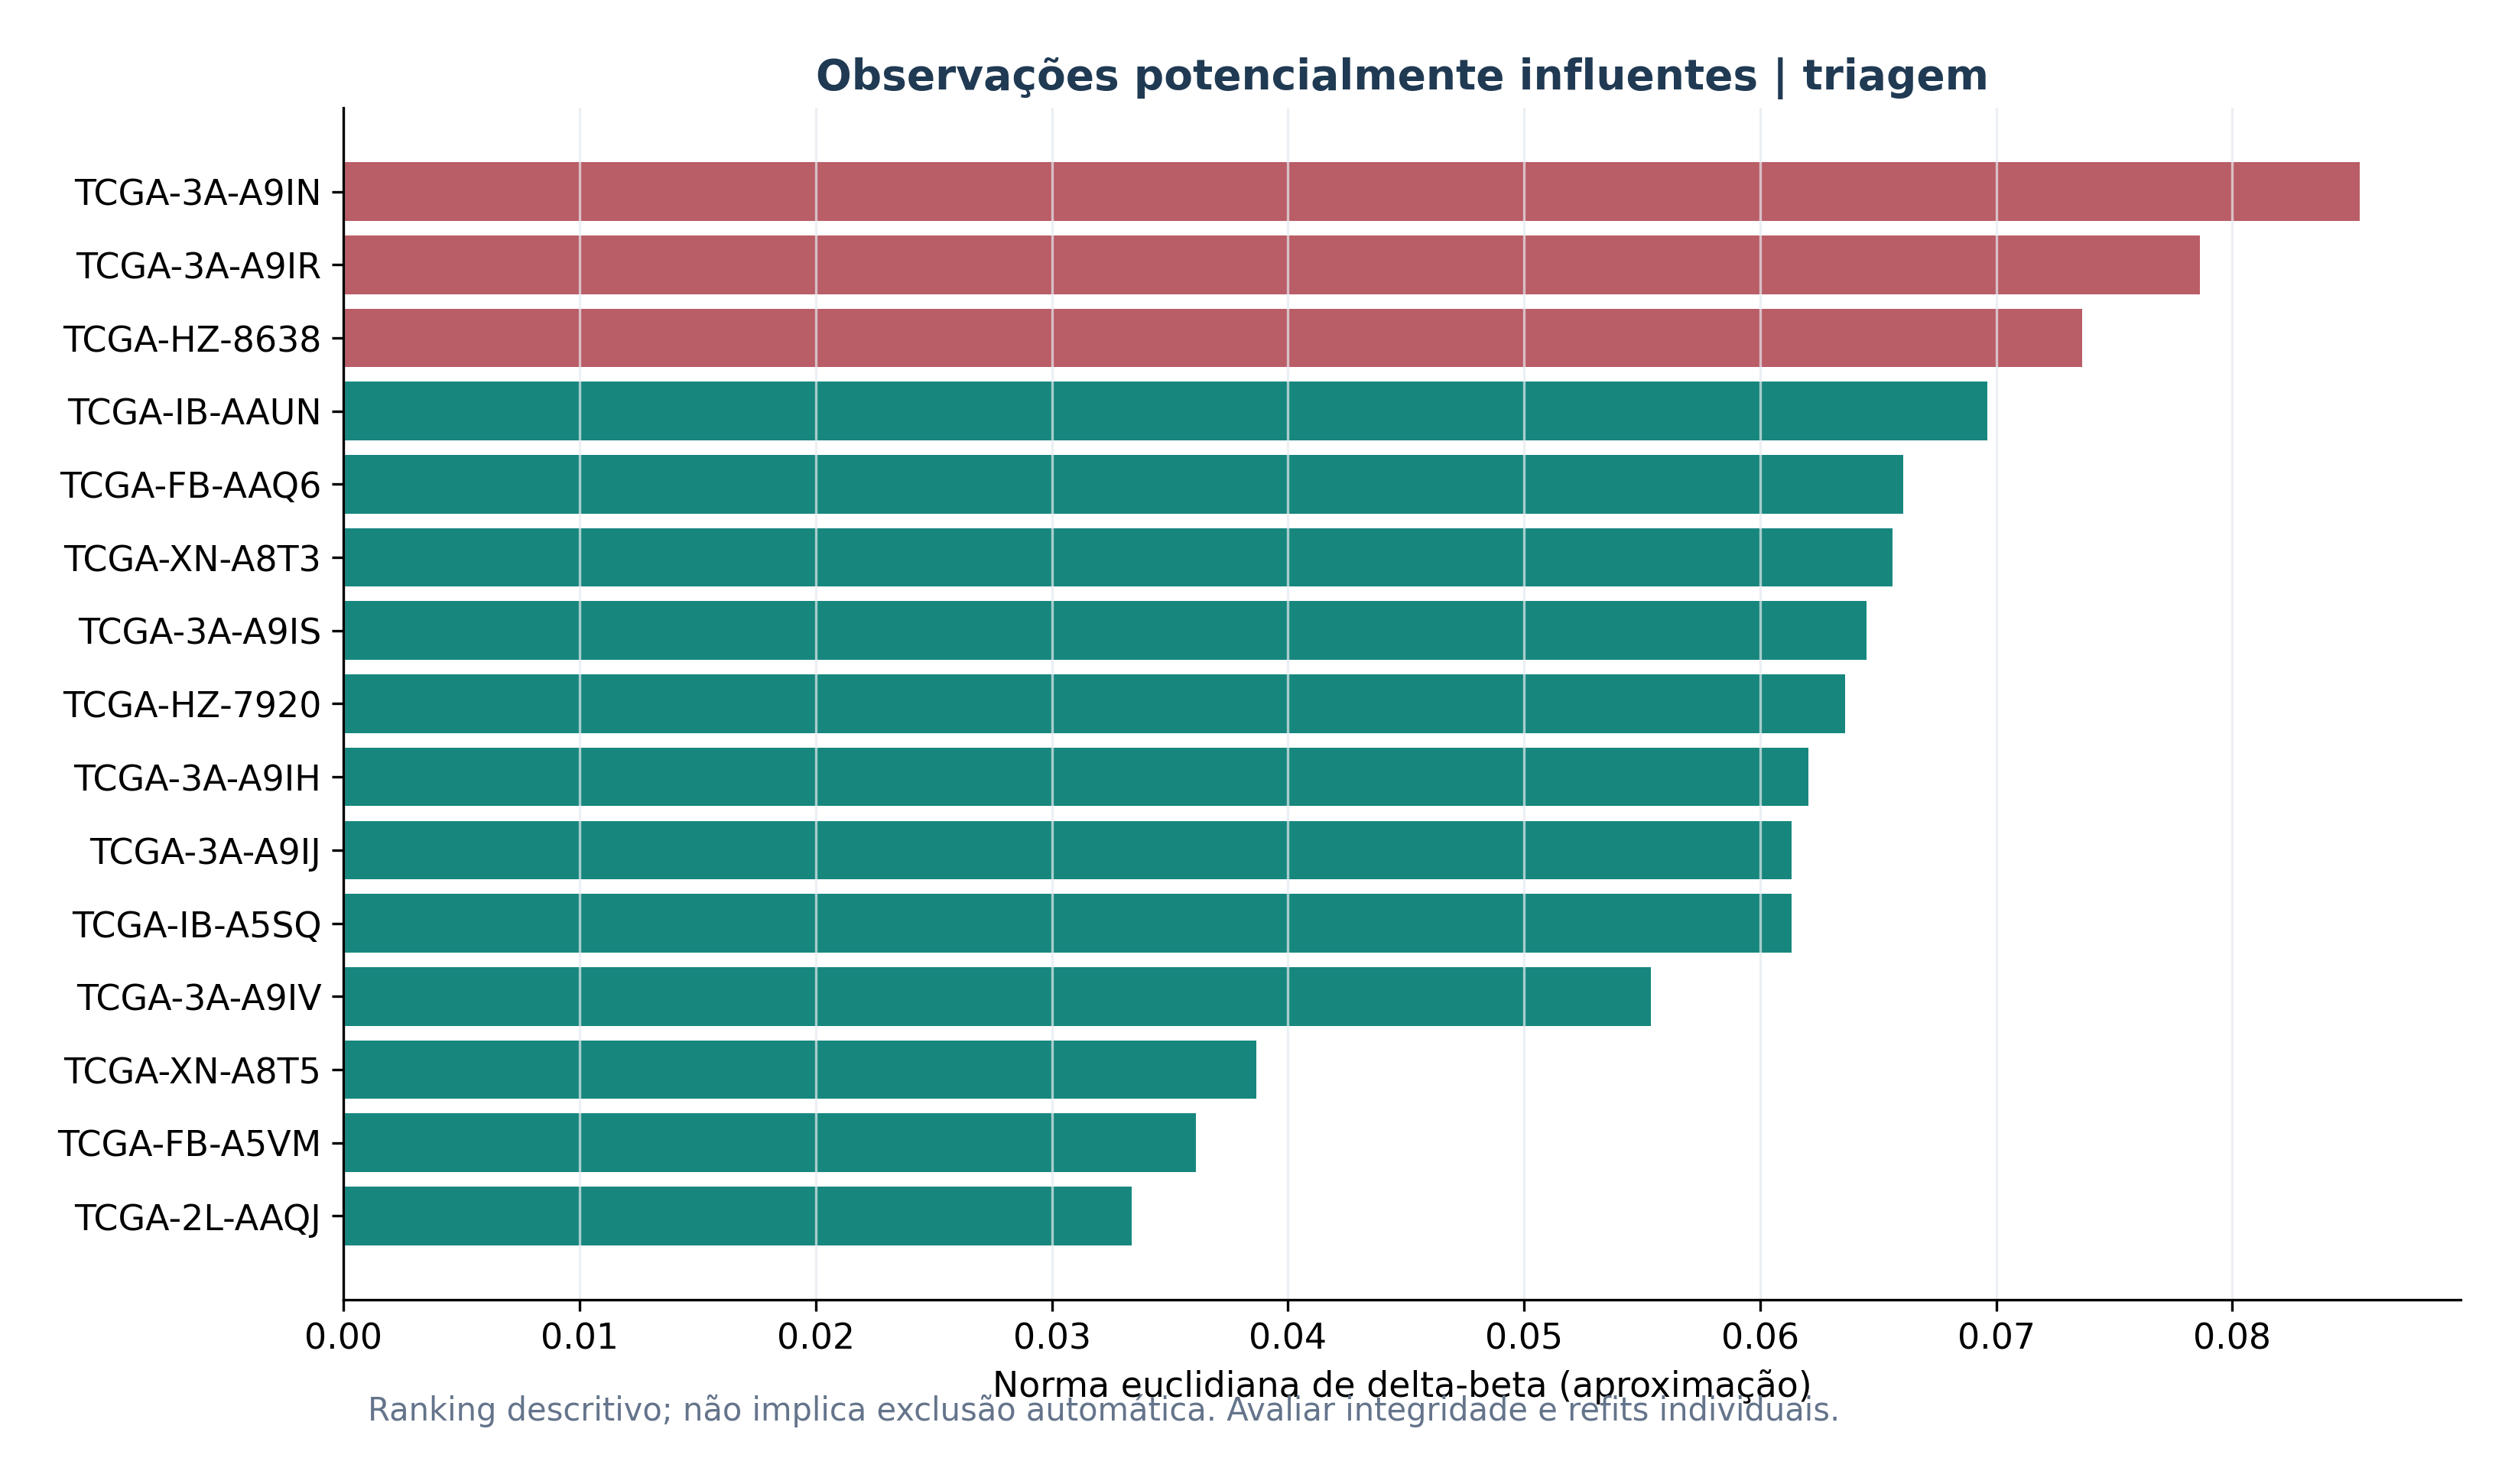 Observações potencialmente influentes | triagem
TCGA-3A-A9IN
TCGA-3A-A9IR
TCGA-HZ-8638
TCGA-IB-AAUN
TCGA-FB-AAQ6
TCGA-XN-A8T3
TCGA-3A-A9IS
TCGA-HZ-7920
TCGA-3A-A9IH
TCGA-3A-A9IJ
TCGA-IB-A5SQ
TCGA-3A-A9IV
TCGA-XN-A8T5
TCGA-FB-A5VM
TCGA-2L-AAQJ
0.00 0.01 0.02 0.03 0.04 0.05 0.06 0.07 0.08
Norma euclidiana de delta-beta (aproximação)
Ranking descritivo; não implica exclusão automática. Avaliar integridade e refits individuais.